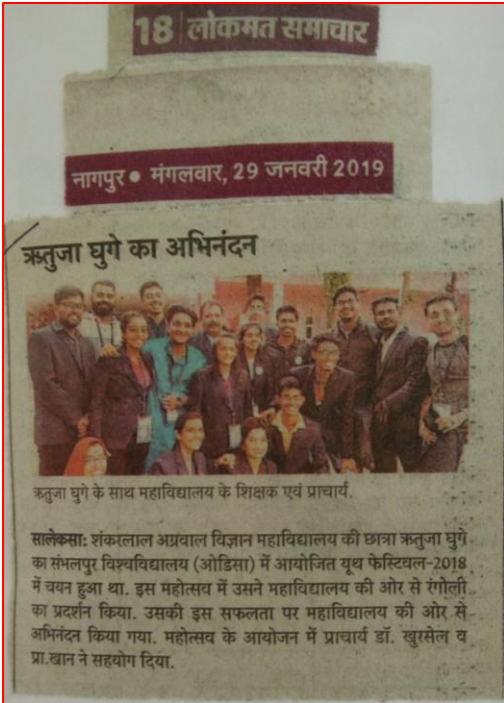 18 लोकमत समाचार
नागपुर ● मंगलवार, 29 जनवरी 2019
ऋतुजा घुगे का अभिनंदन
ऋतुजा घुगे के साथ महाविद्यालय के शिक्षक एवं प्राचार्य.
सालेकसा: शंकरलाल अग्रवाल विज्ञान महाविद्यालय की छात्रा ऋतुजा घुगे
का संभलपुर विश्वविद्यालय (ओडिसा) में आयोजित यूथ फेस्टिवल-2018
में चयन हुआ था. इस महोत्सव में उसने महाविद्यालय की ओर से रंगोली
का प्रदर्शन किया. उसकी इस सफलता पर महाविद्यालय की ओर से
अभिनंदन किया गया. महोत्सव के आयोजन में प्राचार्य डॉ. खुरसेल व
प्रा.खान ने सहयोग दिया.